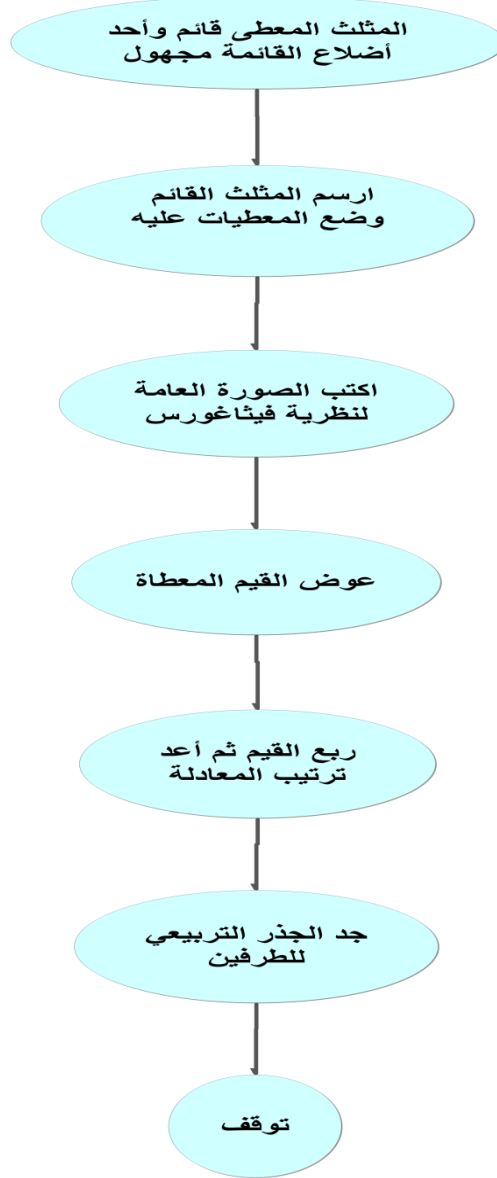 المثلث المعطى قائم وأحد
أضلاع القائمة مجهول
ارسم المثلث القائم
وضع المعطيات عليه
اكتب الصورة العامة
لنظرية فيثاغورس
عوض القيم المعطاة
ربع القيم ثم أعد
ترتيب المعادلة
جد الجذر التربيعي
للطرفين
توقف